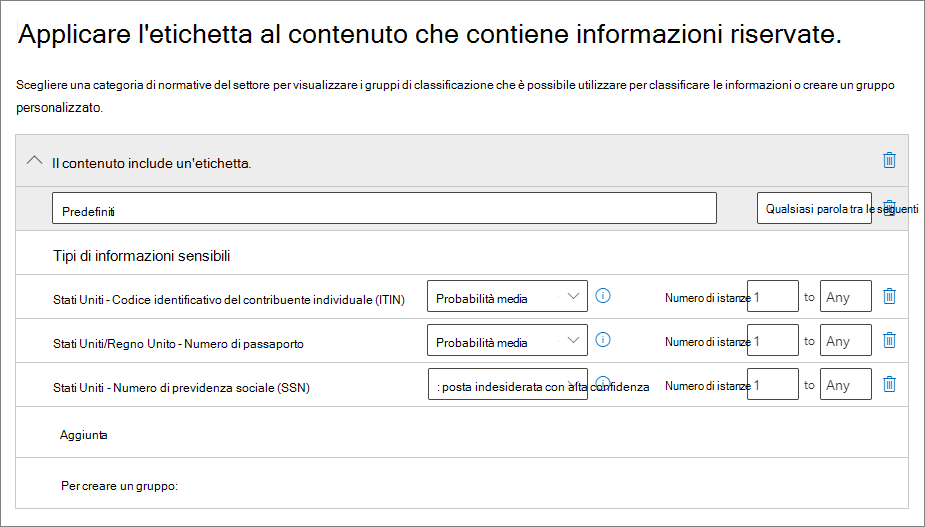 Applicare l'etichetta al contenuto che contiene informazioni riservate.
Scegliere una categoria di normative del settore per visualizzare i gruppi di classificazione che è possibile utilizzare per classificare le informazioni o creare un gruppo
personalizzato.
Il contenuto include un'etichetta.
Predefiniti Qualsiasi parola tra le seguenti
Tipi di informazioni sensibili
Stati Uniti - Codice identificativo del contribuente individuale (ITIN) Probabilità media Numero di istanze 1 to Any
Stati Uniti/Regno Unito - Numero di passaporto Probabilità media Numero di istanze 1 to Any
Stati Uniti - Numero di previdenza sociale (SSN) : posta indesiderata con alta confidenza Numero di istanze 1 to Any
Aggiunta
Per creare un gruppo: